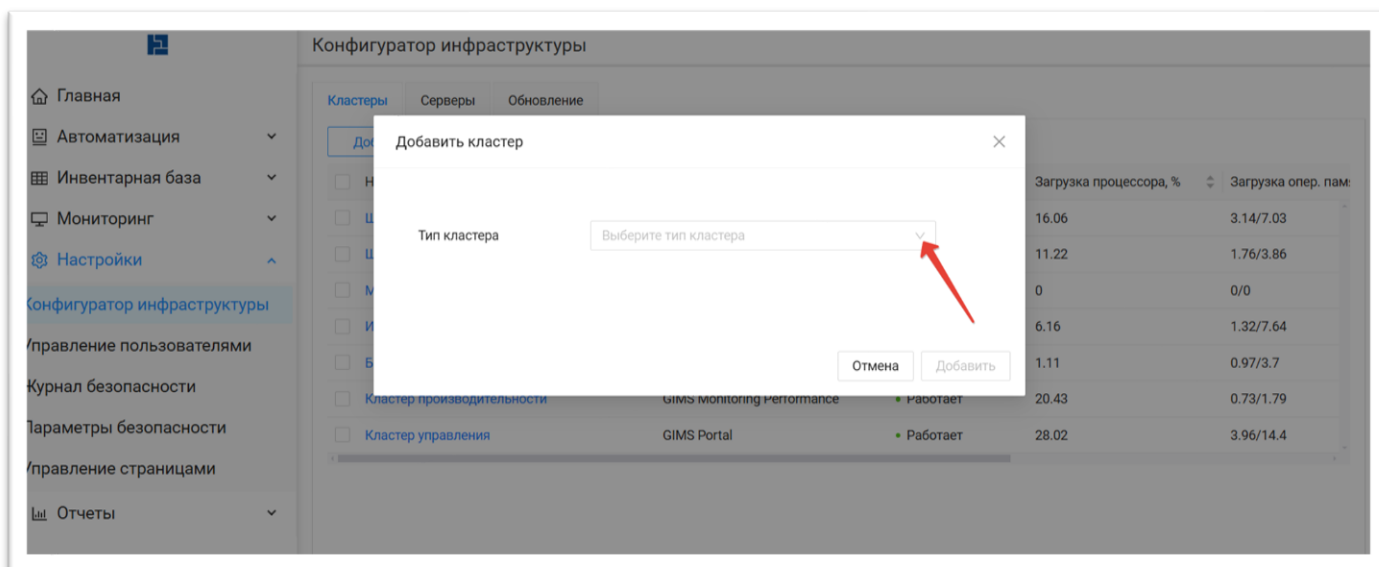 Конфигуратор инфраструктуры
Главная
Автоматизация
Инвентарная база
Мониторинг
Настройки
Конфигуратор инфраструктуры
Управление пользователями
Журнал безопасности
Параметры безопасности
Управление страницами
Отчеты
Кластеры Серверы Обновление
Добавить кластер
Тип кластера Выберите тип кластера
Отмена Добавить
Загрузка процессора, % Загрузка опер. пам
16.06 3.14/7.03
11.22 1.76/3.86
0 0/0
6.16 1.32/7.64
1.11 0.97/3.7
Кластер производительности GIMS Monitoring Performance Работает 20.43 0.73/1.79
Кластер управления GIMS Portal Работает 28.02 3.96/14.4